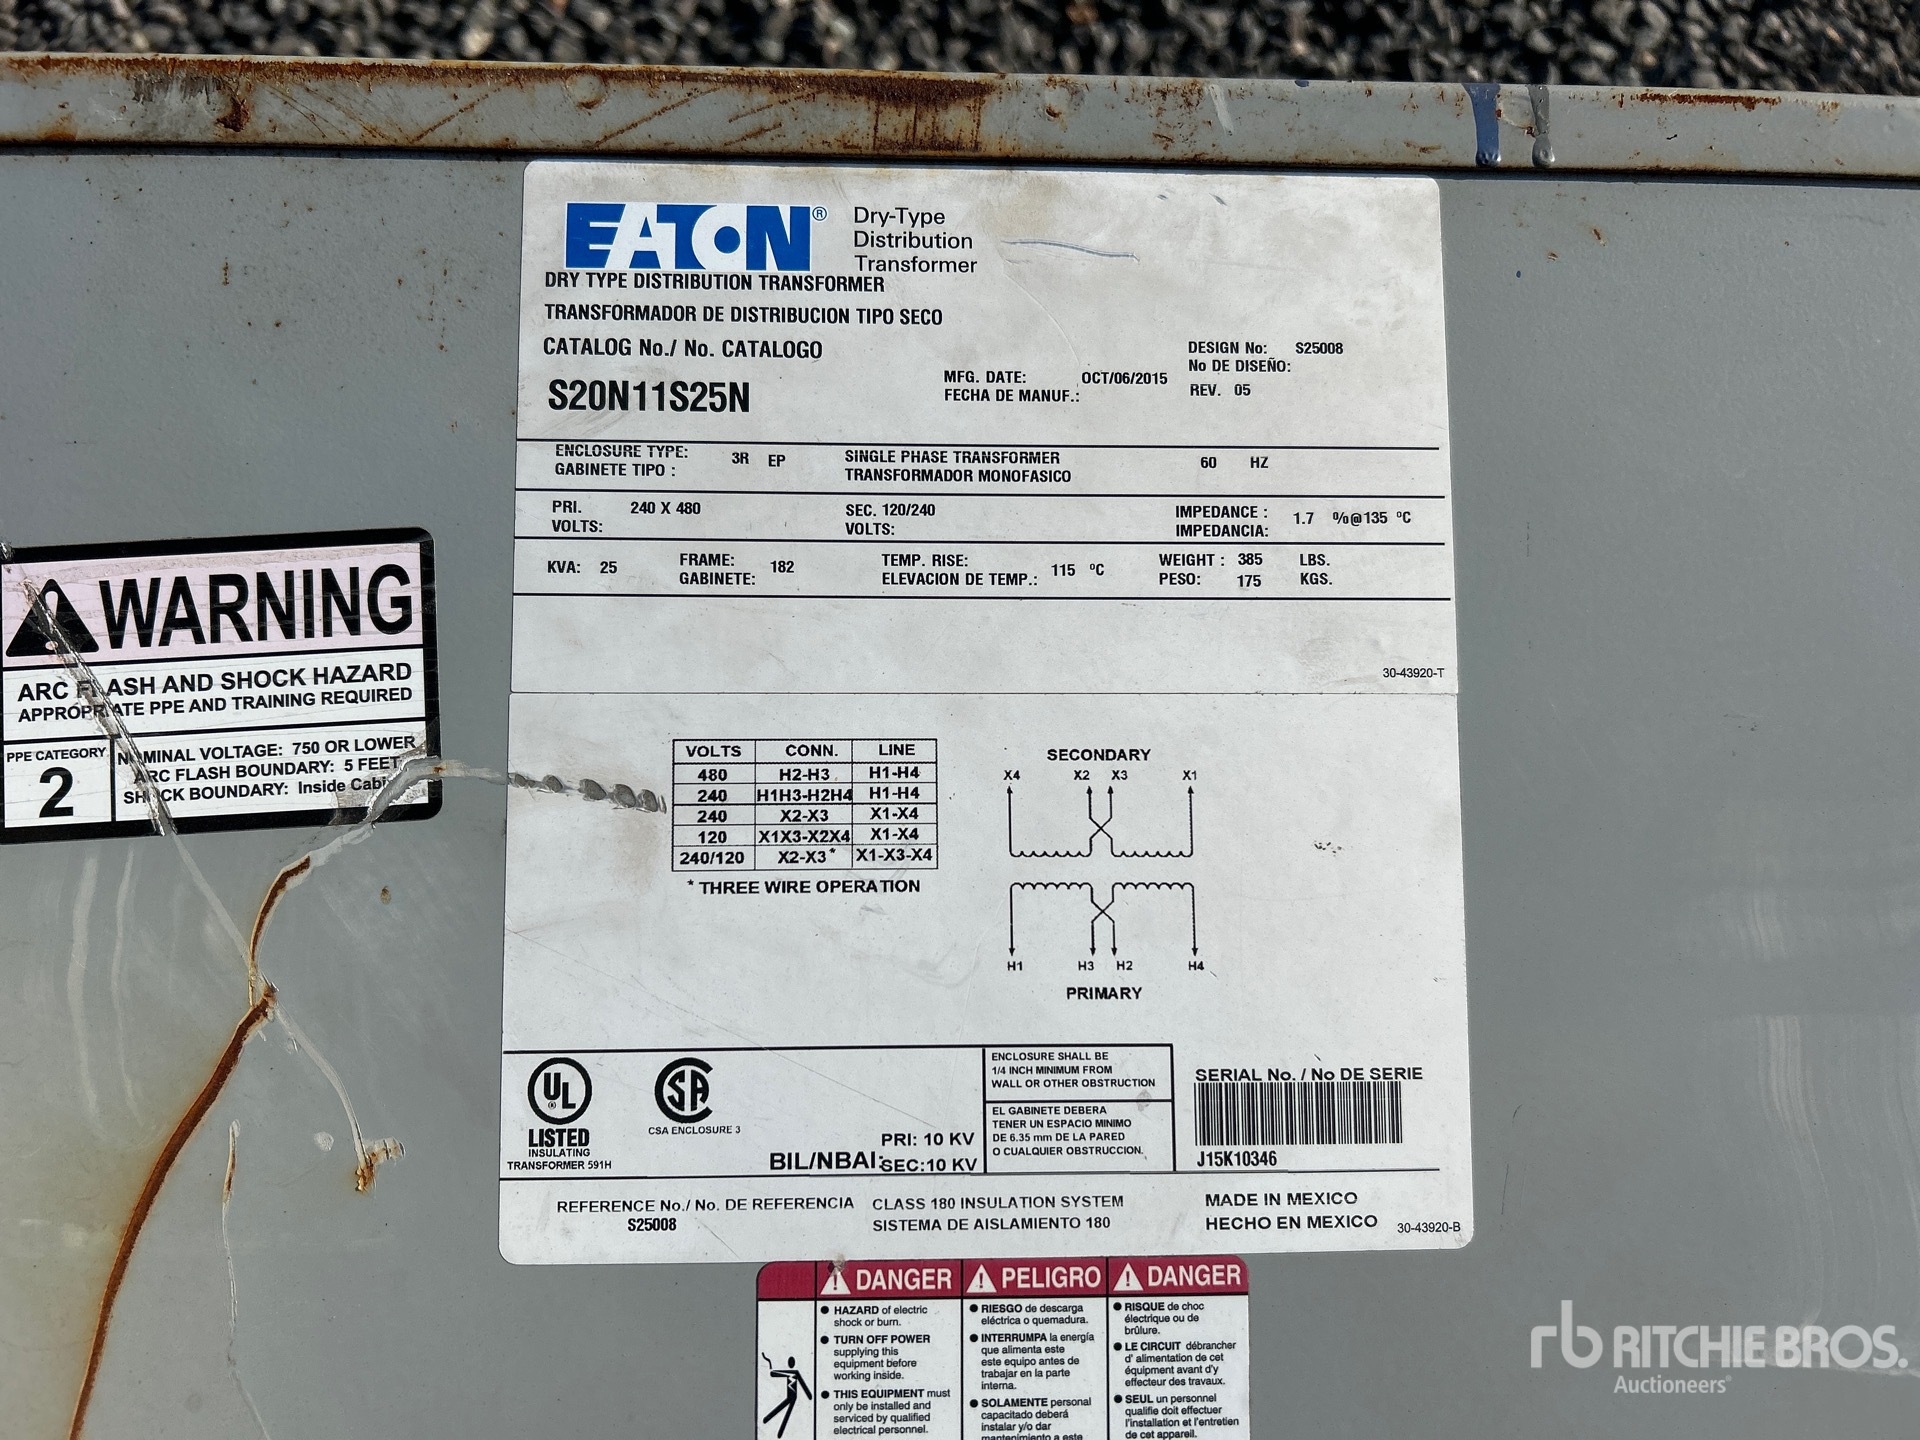 EATON®
Dry-Type
Distribution
Transformer
DRY TYPE DISTRIBUTION TRANSFORMER
TRANSFORMADOR DE DISTRIBUCION TIPO SECO
CATALOG No./ No. CATALOGO
S20N11S25N
MFG. DATE: OCT/06/2015
FECHA DE MANUF.:
DESIGN No: S25008
No DE DISEÑO:
REV. 05
ENCLOSURE TYPE: 3R EP
GABINETE TIPO :
SINGLE PHASE TRANSFORMER 60 HZ
TRANSFORMADOR MONOFASICO
PRI. 240 X 480
VOLTS:
SEC. 120/240
VOLTS:
IMPEDANCE : 1.7 %@135 ºC
IMPEDANCIA:
KVA: 25
FRAME: 182
GABINETE:
TEMP. RISE: 115 ºC
ELEVACION DE TEMP.:
WEIGHT : 385 LBS.
PESO: 175 KGS.
30-43920-T
VOLTS CONN. LINE
480 H2-H3 H1-H4
240 H1H3-H2H4 H1-H4
240 X2-X3 X1-X4
120 X1X3-X2X4 X1-X4
240/120 X2-X3* X1-X3-X4
* THREE WIRE OPERATION
SECONDARY
X4 X2 X3 X1
H1 H3 H2 H4
PRIMARY
UL®
LISTED
INSULATING
TRANSFORMER 591H
SA
CSA ENCLOSURE 3
BIL/NBAI:
PRI: 10 KV
SEC:10 KV
ENCLOSURE SHALL BE
1/4 INCH MINIMUM FROM
WALL OR OTHER OBSTRUCTION
EL GABINETE DEBERA
TENER UN ESPACIO MINIMO
DE 6.35 mm DE LA PARED
O CUALQUIER OBSTRUCCION.
SERIAL No. / No DE SERIE
J15K10346
REFERENCE No./ No. DE REFERENCIA
S25008
CLASS 180 INSULATION SYSTEM
SISTEMA DE AISLAMIENTO 180
MADE IN MEXICO
HECHO EN MEXICO
30-43920-B
WARNING
ARC FLASH AND SHOCK HAZARD
APPROPRIATE PPE AND TRAINING REQUIRED
PPE CATEGORY
2
NOMINAL VOLTAGE: 750 OR LOWER
ARC FLASH BOUNDARY: 5 FEET
SHOCK BOUNDARY: Inside
DANGER
● HAZARD of electric
shock or burn.
● TURN OFF POWER
supplying this
equipment before
working inside.
● THIS EQUIPMENT must
only be installed and
serviced by qualified
electrical personnel.
PELIGRO
● RIESGO de descarga
eléctrica o quemadura.
● INTERRUMPA la energía
que alimenta este
este equipo antes de
trabajar en la parte
interna.
● SOLAMENTE personal
capacitado deberá
instalar y/o dar
mantenimiento a este
DANGER
● RISQUE de choc
électrique ou de
brûlure.
● LE CIRCUIT débrancher
d' alimentation de cet
équipment avant d'y
effecteur des travaux.
● SEUL un personnel
qualifie doit effectuer
l'installation et l'entretien
de cet appareil.
rb RITCHIE BROS.
Auctioneers